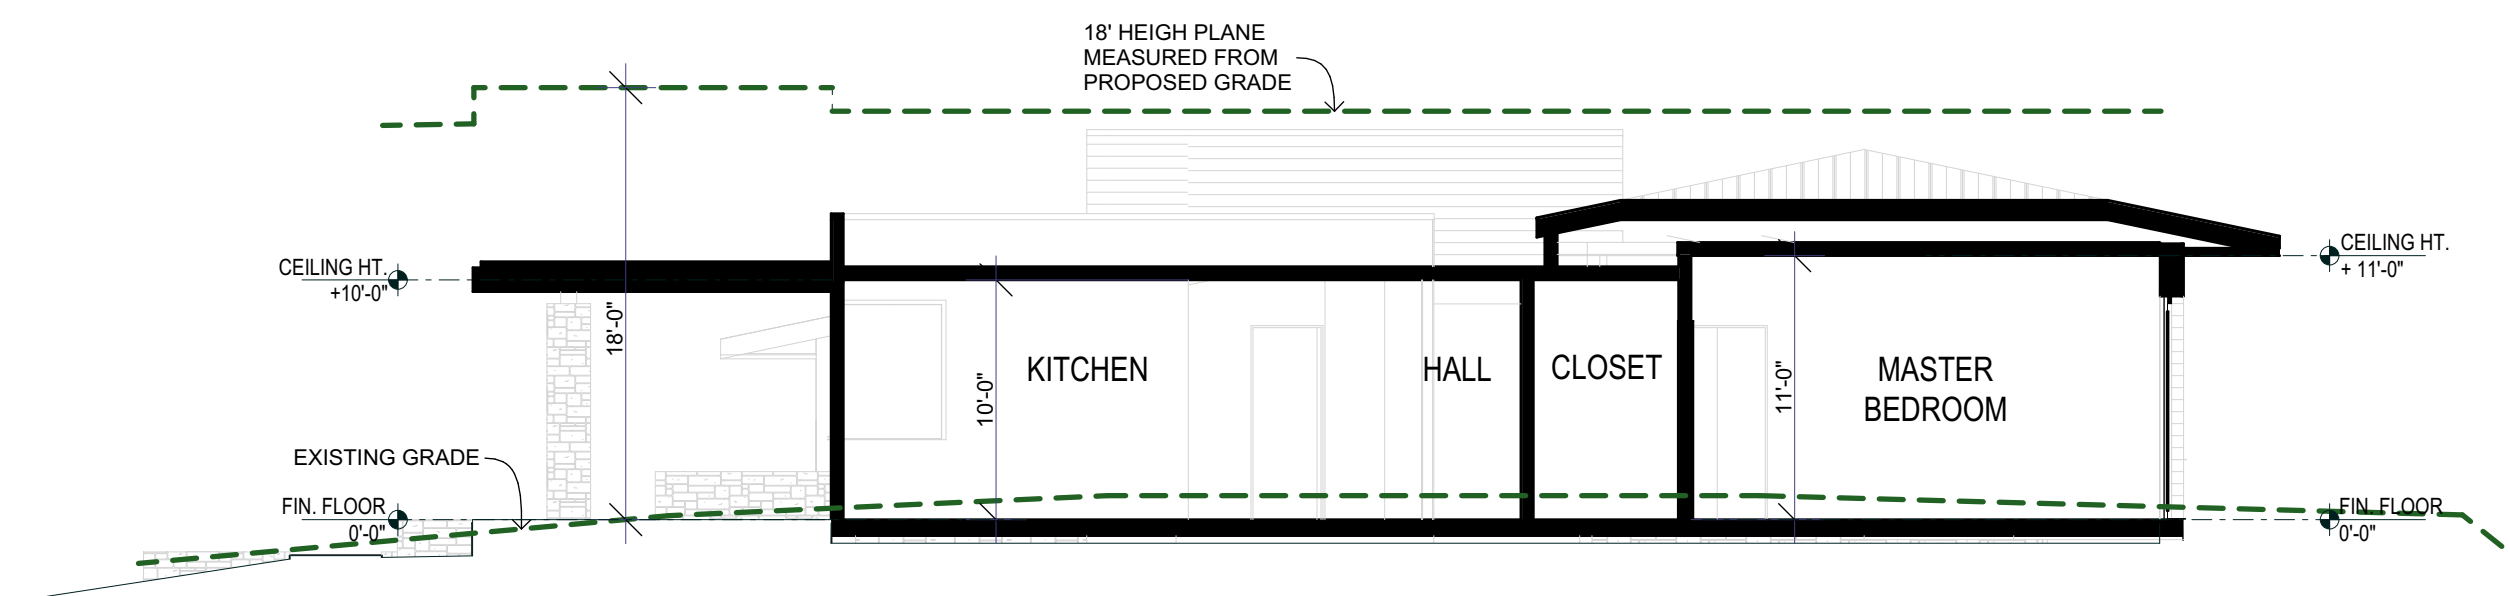 18' HEIGH PLANE
MEASURED FROM
PROPOSED GRADE
CEILING HT.
+10'-0"
CEILING HT.
+ 11'-0"
18'-0"
KITCHEN
HALL
CLOSET
MASTER
BEDROOM
10'-0"
11'-0"
EXISTING GRADE
FIN. FLOOR
0'-0"
FIN. FLOOR
0'-0"